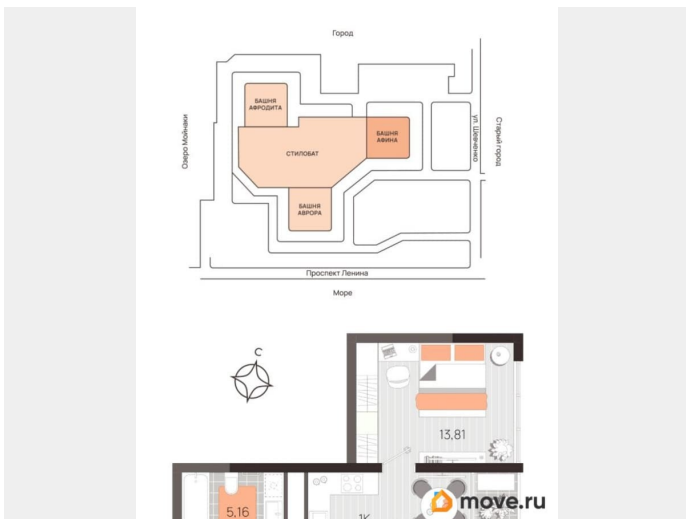 Город
БАШНЯ
АФРОДИТА
БАШНЯ
АФИНА
СТИЛОБАТ
БАШНЯ
АВРОРА
Озеро Мойнаки
ул. Шевченко
Старый город
Проспект Ленина
Море
С
13,81
5,16
1К
move.ru